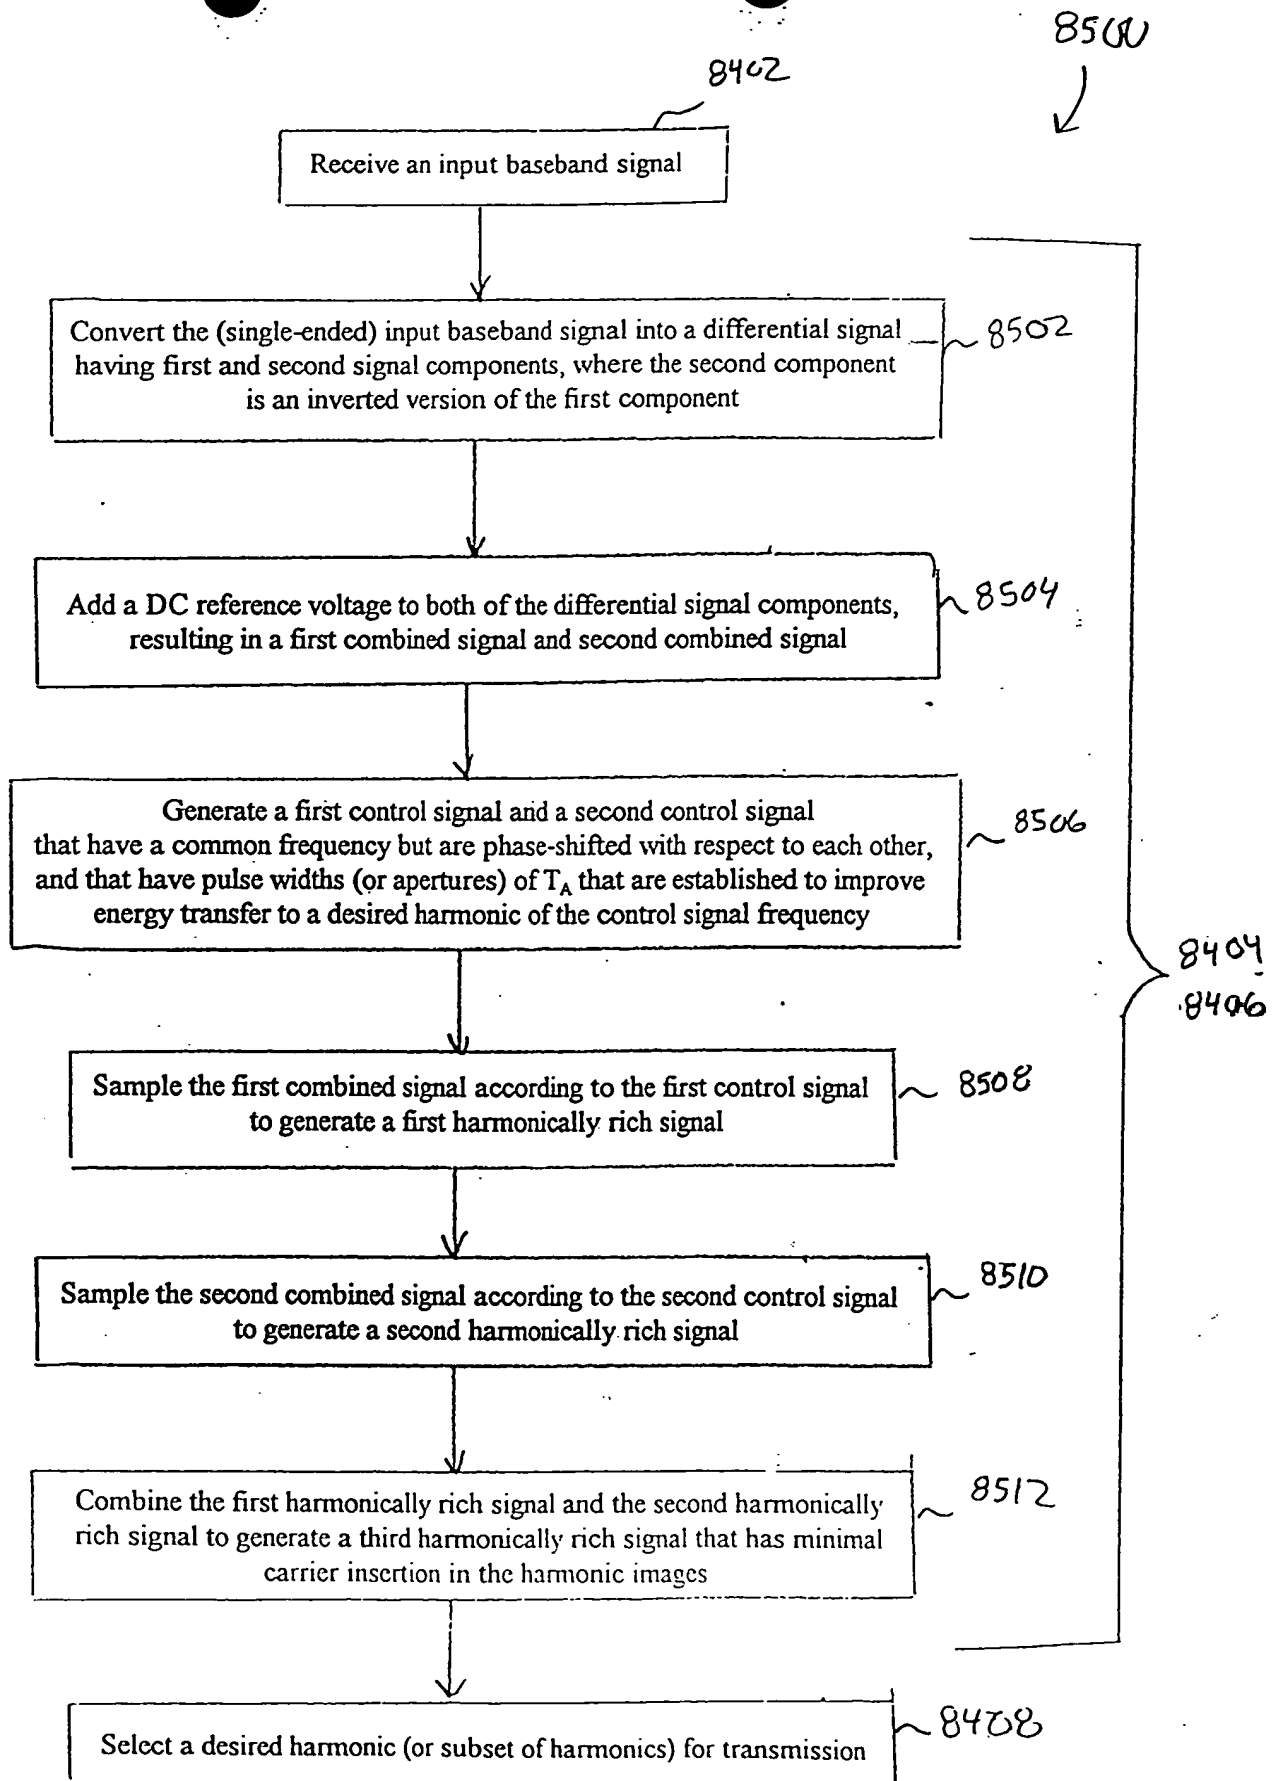 8500
8402
Receive an input baseband signal
Convert the (single-ended) input baseband signal into a differential signal
having first and second signal components, where the second component
is an inverted version of the first component
8502
Add a DC reference voltage to both of the differential signal components,
resulting in a first combined signal and second combined signal
8504
Generate a first control signal and a second control signal
that have a common frequency but are phase-shifted with respect to each other,
and that have pulse widths (or apertures) of TA that are established to improve
energy transfer to a desired harmonic of the control signal frequency
8506
8404
8406
Sample the first combined signal according to the first control signal
to generate a first harmonically rich signal
8508
Sample the second combined signal according to the second control signal
to generate a second harmonically rich signal
8510
Combine the first harmonically rich signal and the second harmonically
rich signal to generate a third harmonically rich signal that has minimal
carrier insertion in the harmonic images
8512
Select a desired harmonic (or subset of harmonics) for transmission
8408